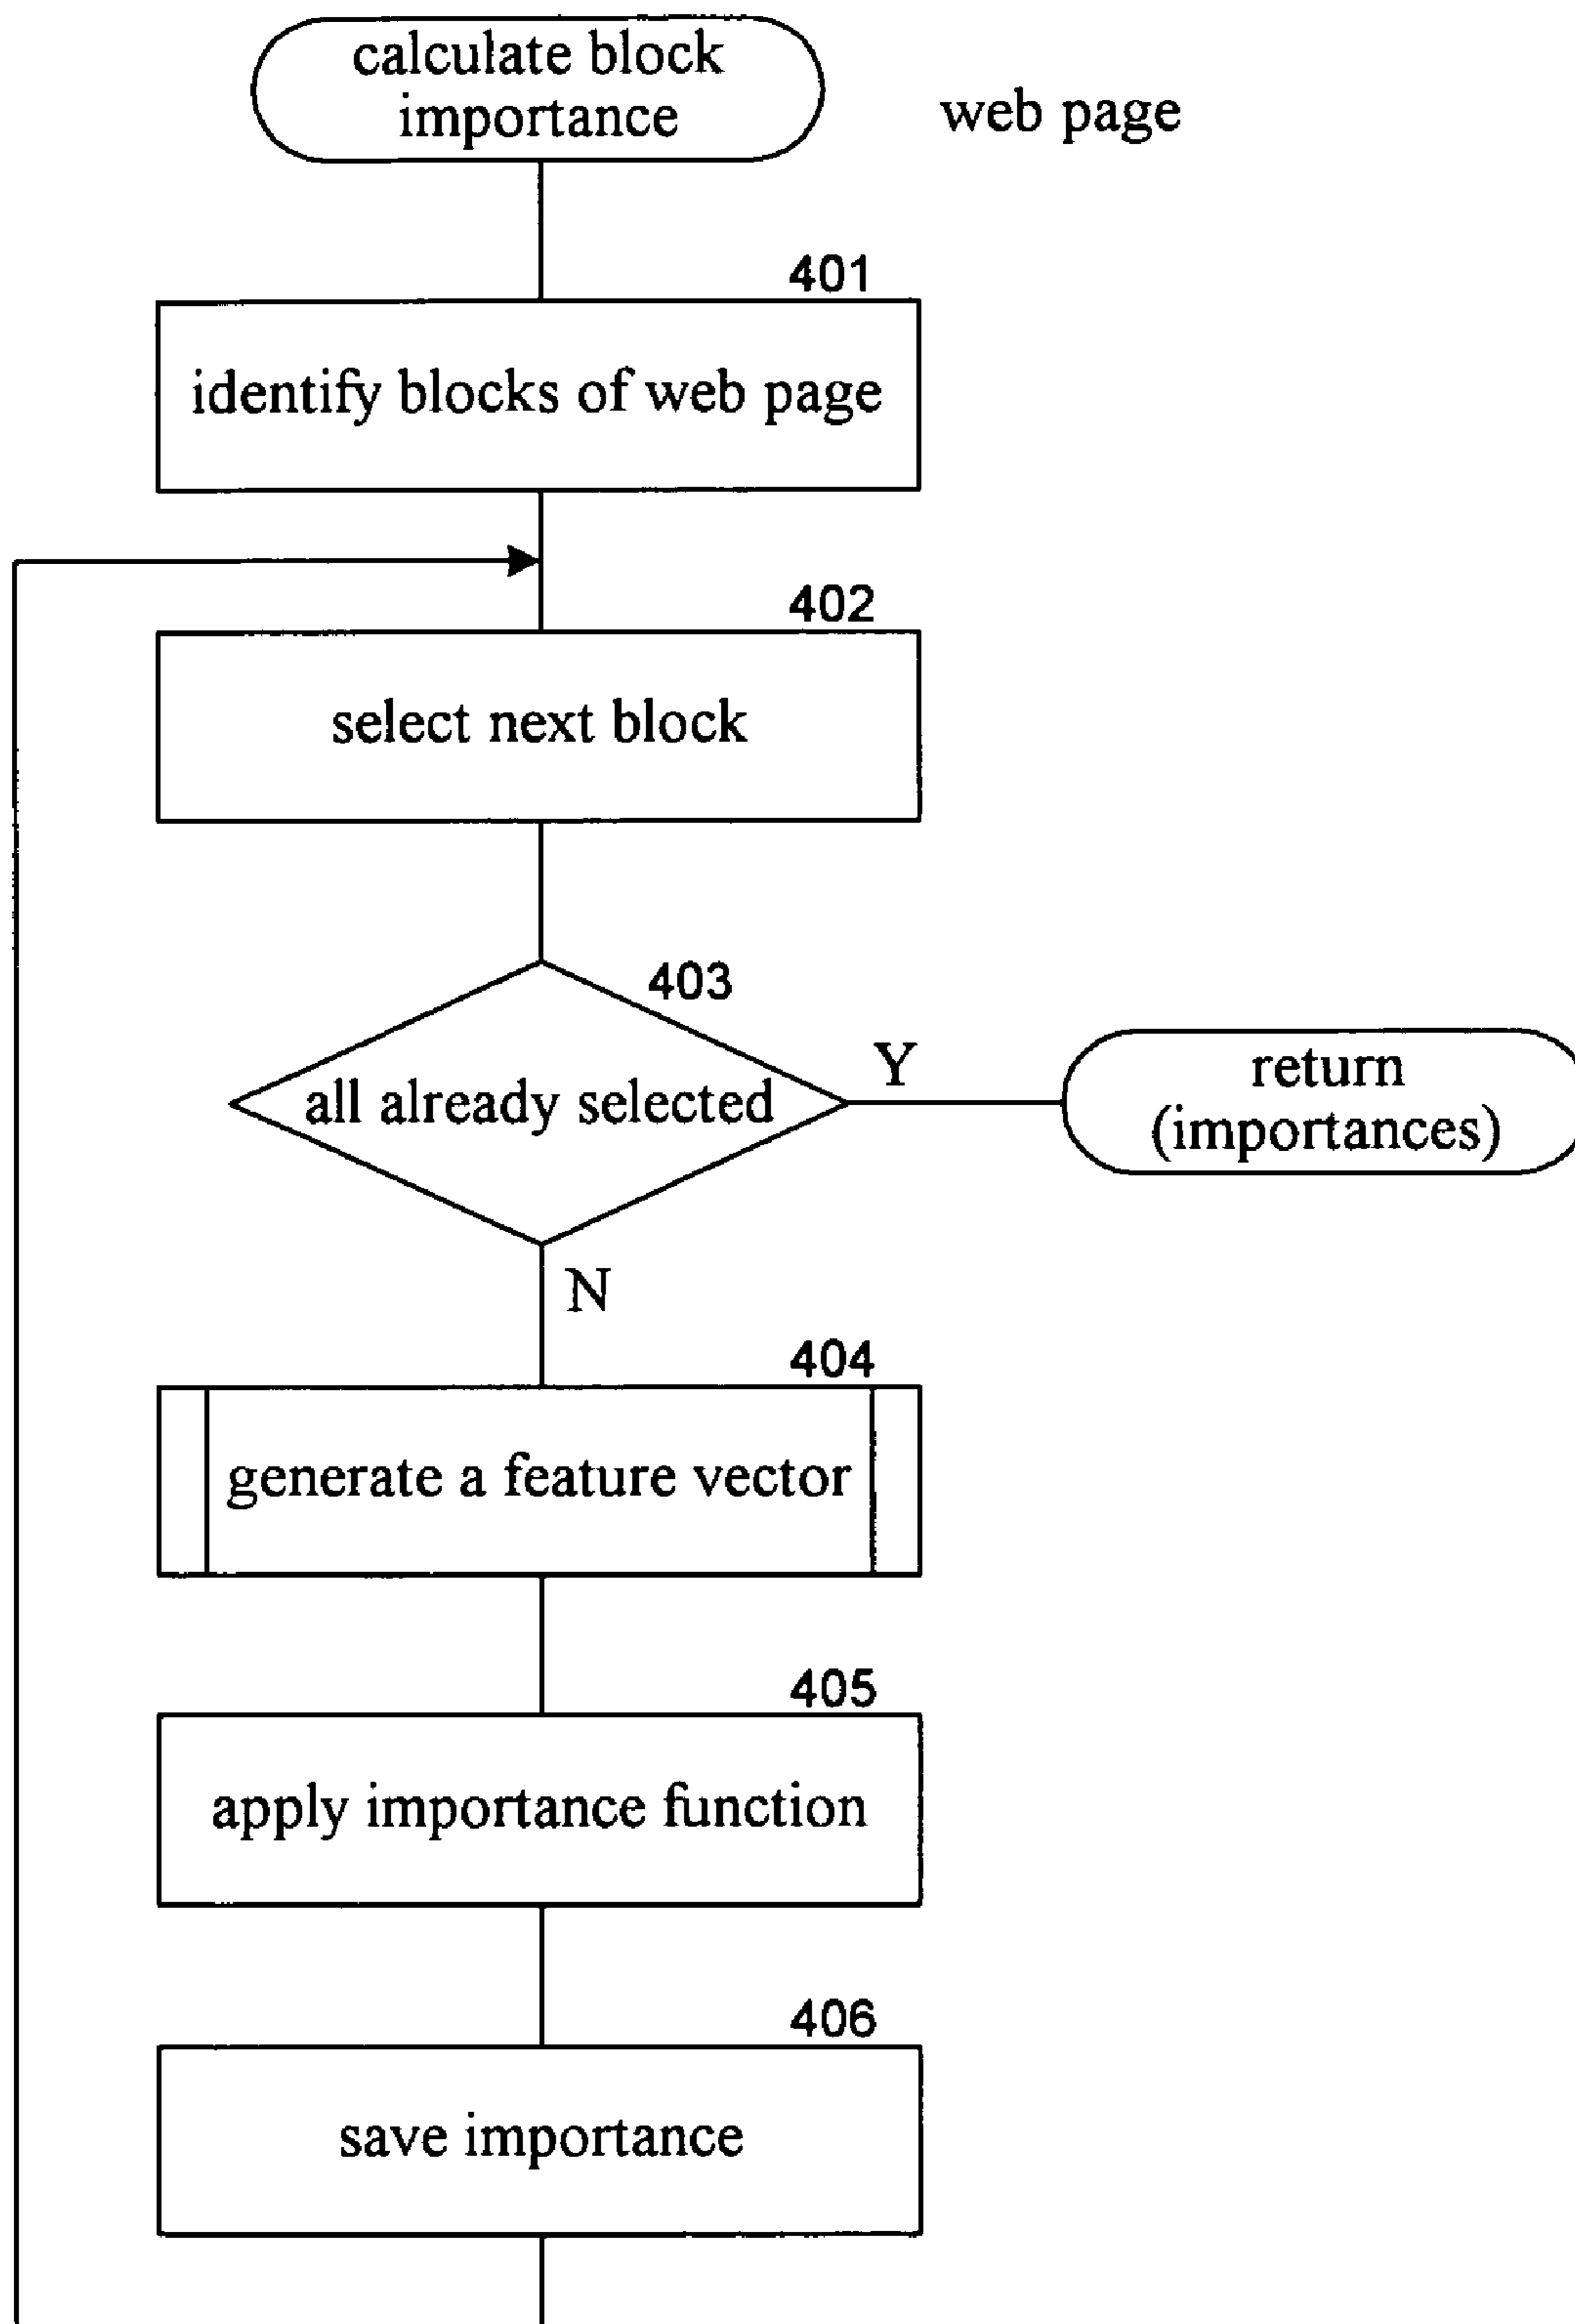 calculate block
importance
web page
401
identify blocks of web page
402
select next block
403
all already selected
Y
return
(importances)
N
404
generate a feature vector
405
apply importance function
406
save importance